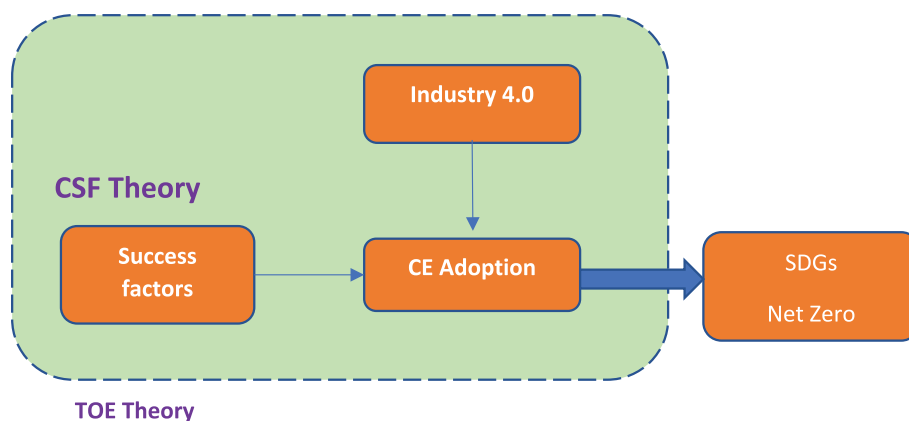 Industry 4.0
CSF Theory
Success
factors
CE Adoption
SDGs
Net Zero
TOE Theory